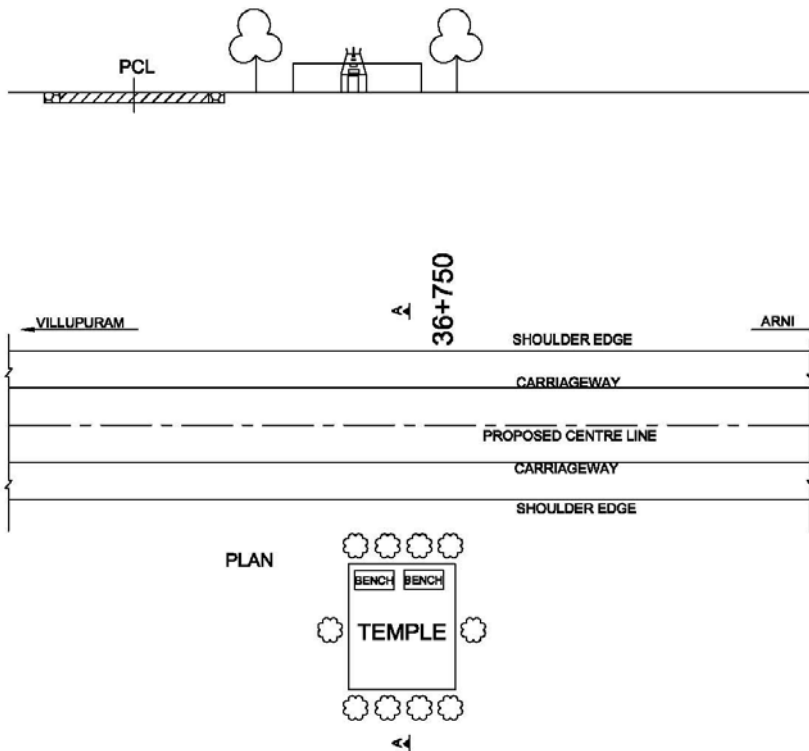 PCL
A
36+750
VILLUPURAM
ARNI
SHOULDER EDGE
CARRIAGEWAY
PROPOSED CENTRE LINE
CARRIAGEWAY
SHOULDER EDGE
PLAN
BENCH BENCH
TEMPLE
A